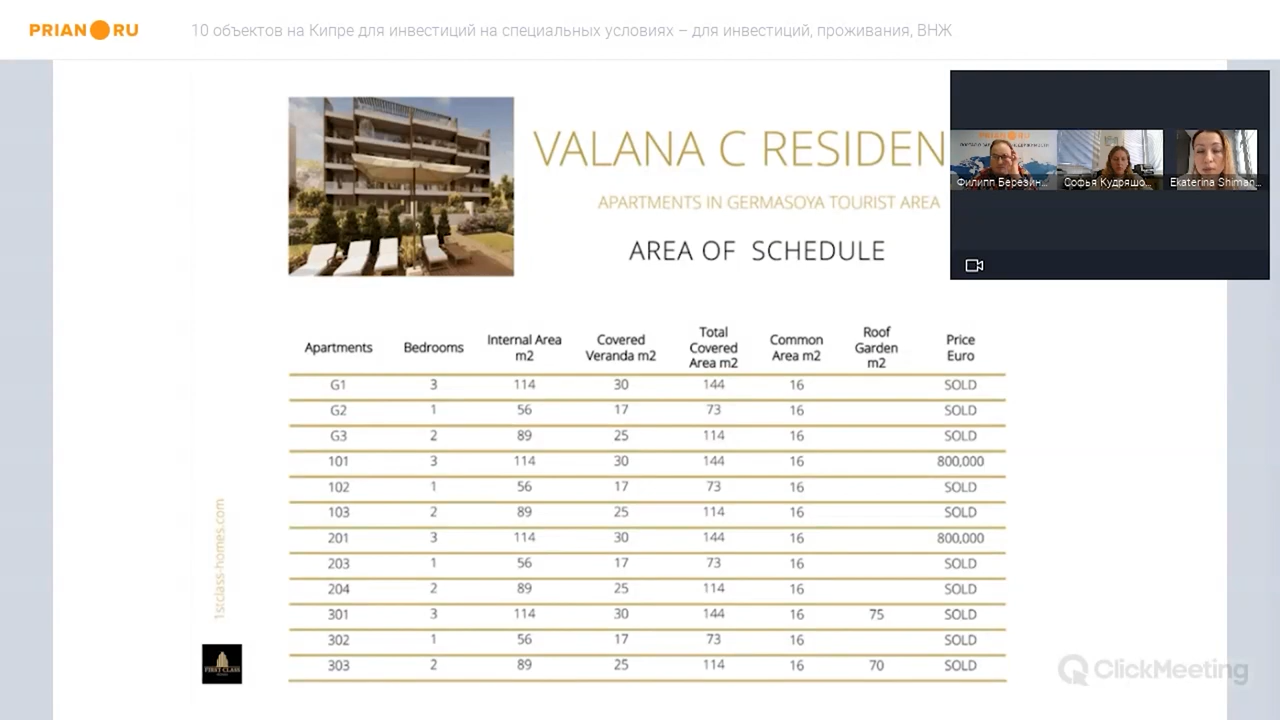 PRIAN RU
10 объектов на Кипре для инвестиций на специальных условиях – для инвестиций, проживания, ВНЖ
VALANA C RESIDEN
APARTMENTS IN GERMASOYA TOURIST AREA
AREA OF SCHEDULE
PRIAN RU
Филипп Березин...
Софья Кудряшо...
Ekaterina Shiman...
Apartments Bedrooms Internal Area m2 Covered Veranda m2 Total Covered Area m2 Common Area m2 Roof Garden m2 Price Euro
G1 3 114 30 144 16 SOLD
G2 1 56 17 73 16 SOLD
G3 2 89 25 114 16 SOLD
101 3 114 30 144 16 800,000
102 1 56 17 73 16 SOLD
103 2 89 25 114 16 SOLD
201 3 114 30 144 16 800,000
203 1 56 17 73 16 SOLD
204 2 89 25 114 16 SOLD
301 3 114 30 144 16 75 SOLD
302 1 56 17 73 16 SOLD
303 2 89 25 114 16 70 SOLD
1stclass-homes.com
FIRST CLASS
ClickMeeting